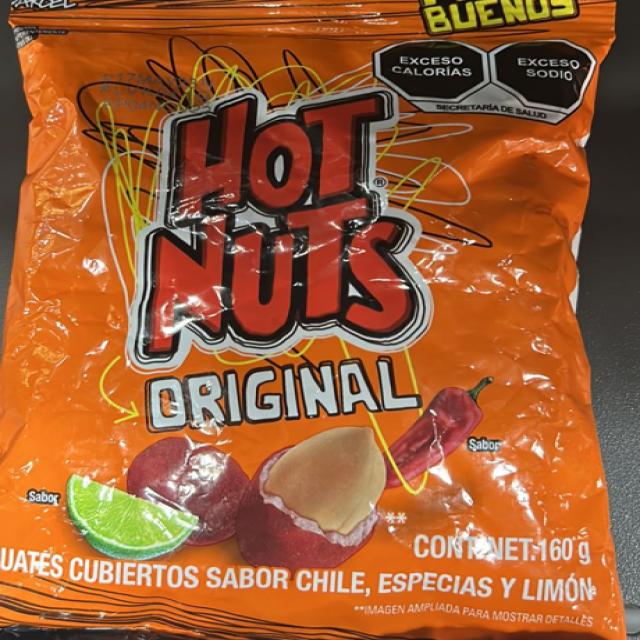 BUENOS
EXCESO
CALORÍAS
EXCESO
SODIO
SECRETARÍA DE SALUD
HOT
NUTS®
ORIGINAL
Sabor
Sabor
**
CONT. NET. 160 g
UATES CUBIERTOS SABOR CHILE, ESPECIAS Y LIMÓN
**IMAGEN AMPLIADA PARA MOSTRAR DETALLES